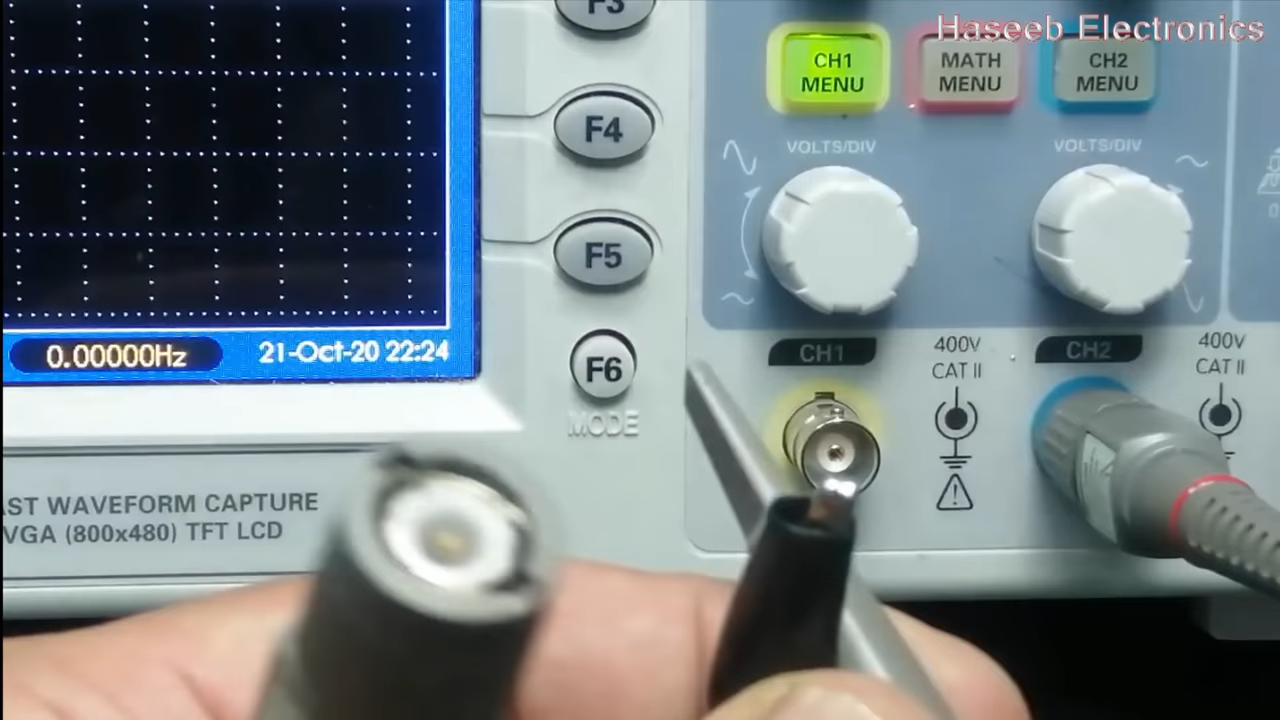 Haseeb Electronics
F3
CH1
MENU
MATH
MENU
CH2
MENU
F4
VOLTS/DIV
VOLTS/DIV
F5
0.00000Hz
21-Oct-20 22:24
F6
MODE
CH1
400V
CAT II
CH2
400V
CAT II
AST WAVEFORM CAPTURE
VGA (800x480) TFT LCD